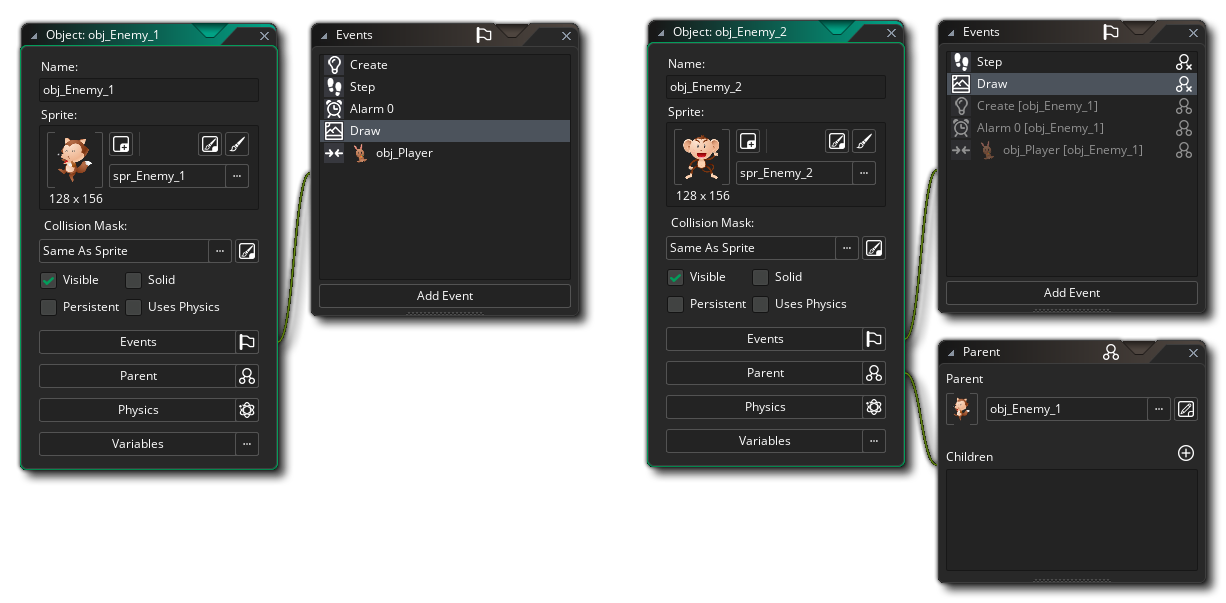 Object: obj_Enemy_1
Name:
obj_Enemy_1
Sprite:
spr_Enemy_1
128 x 156
Collision Mask:
Same As Sprite
Visible Solid
Persistent Uses Physics
Events
Parent
Physics
Variables
Events
Create
Step
Alarm 0
Draw
obj_Player
Add Event
Object: obj_Enemy_2
Name:
obj_Enemy_2
Sprite:
spr_Enemy_2
128 x 156
Collision Mask:
Same As Sprite
Visible Solid
Persistent Uses Physics
Events
Parent
Physics
Variables
Events
Step
Draw
Create [obj_Enemy_1]
Alarm 0 [obj_Enemy_1]
obj_Player [obj_Enemy_1]
Add Event
Parent
Parent
obj_Enemy_1
Children